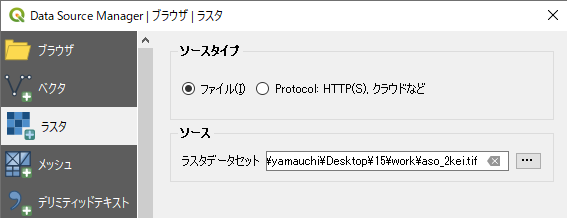 Data Source Manager | ブラウザ | ラスタ
ブラウザ
ベクタ
ラスタ
メッシュ
デリミティッドテキスト
ソースタイプ
ファイル(I) Protocol: HTTP(S), クラウドなど
ソース
ラスタデータセット ¥yamauchi¥Desktop¥15¥work¥aso_2kei.tif ...